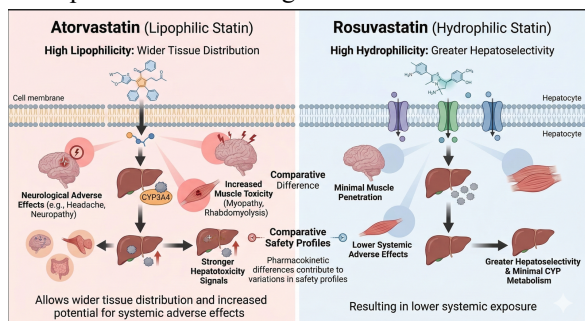 Atorvastatin (Lipophilic Statin)
High Lipophilicity: Wider Tissue Distribution
Cell membrane
Neurological Adverse
Effects (e.g., Headache,
Neuropathy)
CYP3A4
Increased
Muscle Toxicity
(Myopathy,
Rhabdomyolysis)
Stronger
Hepatotoxicity
Signals
Allows wider tissue distribution and increased
potential for systemic adverse effects
Comparative
Difference
Comparative
Safety Profiles
Pharmacokinetic
differences contribute to
variations in safety profiles
Rosuvastatin (Hydrophilic Statin)
High Hydrophilicity: Greater Hepatoselectivity
Hepatocyte
Hepatocyte
Minimal Muscle
Penetration
Lower Systemic
Adverse Effects
Greater Hepatoselectivity
& Minimal CYP
Metabolism
Resulting in lower systemic exposure